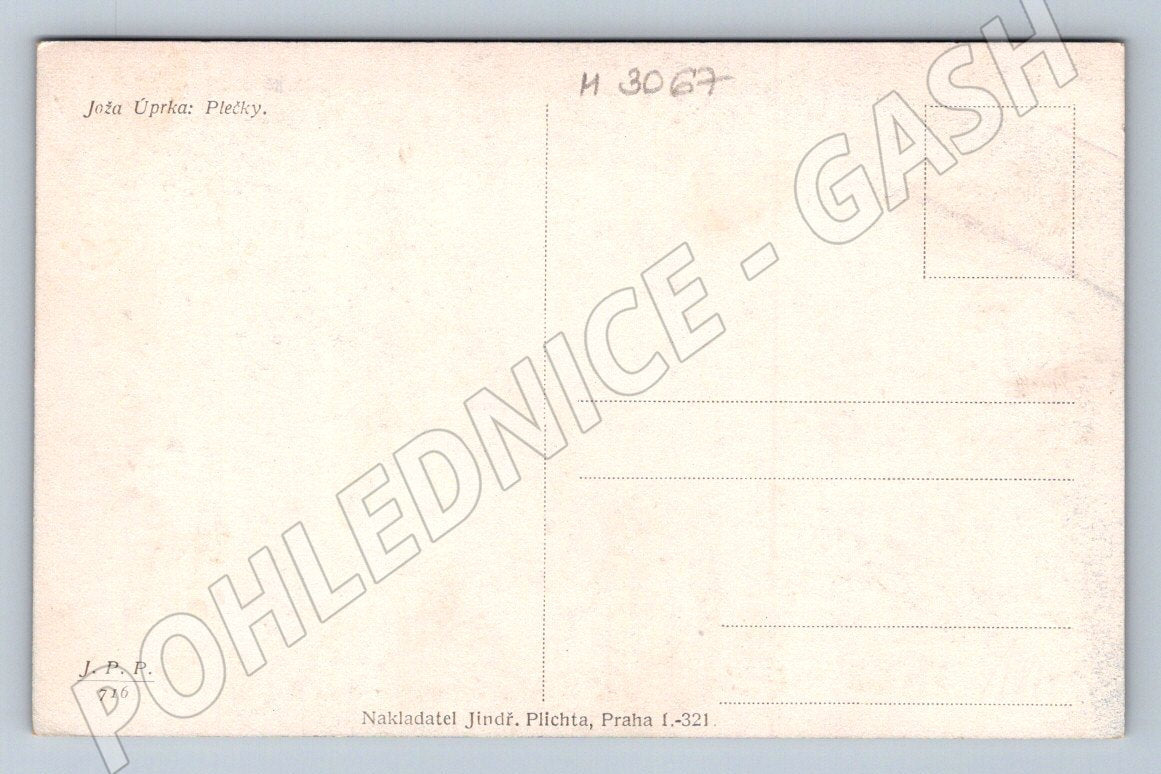 Joža Úprka: Plečky.
H 3067
POHLEDNICE - GASH
J. P. P.
716
Nakladatel Jindř. Plichta, Praha I.-321.